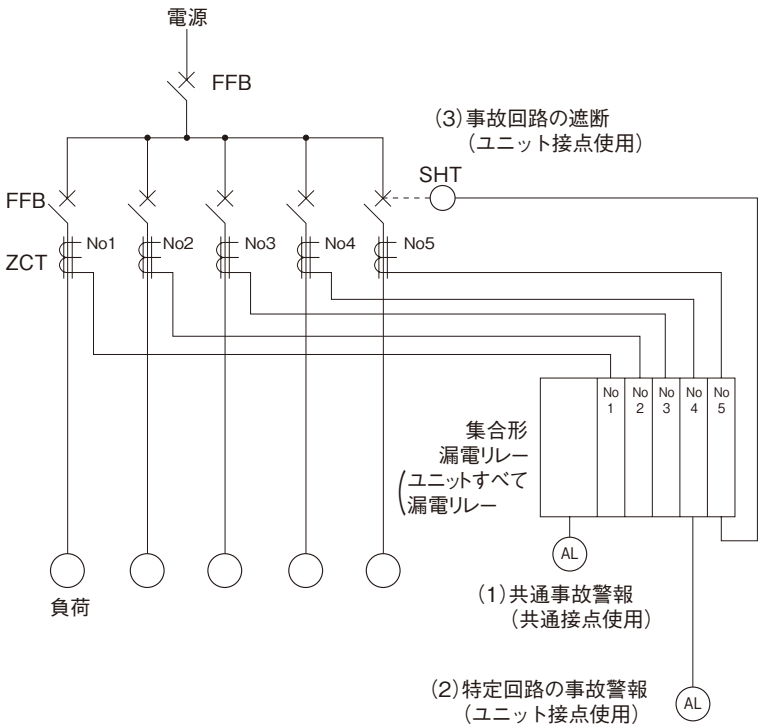 電源
FFB
(3)事故回路の遮断
(ユニット接点使用)
SHT
FFB
No1
No2
No3
No4
No5
ZCT
No
1
No
2
No
3
No
4
No
5
集合形
漏電リレー
(ユニットすべて
漏電リレー
AL
(1)共通事故警報
(共通接点使用)
負荷
(2)特定回路の事故警報
(ユニット接点使用)
AL